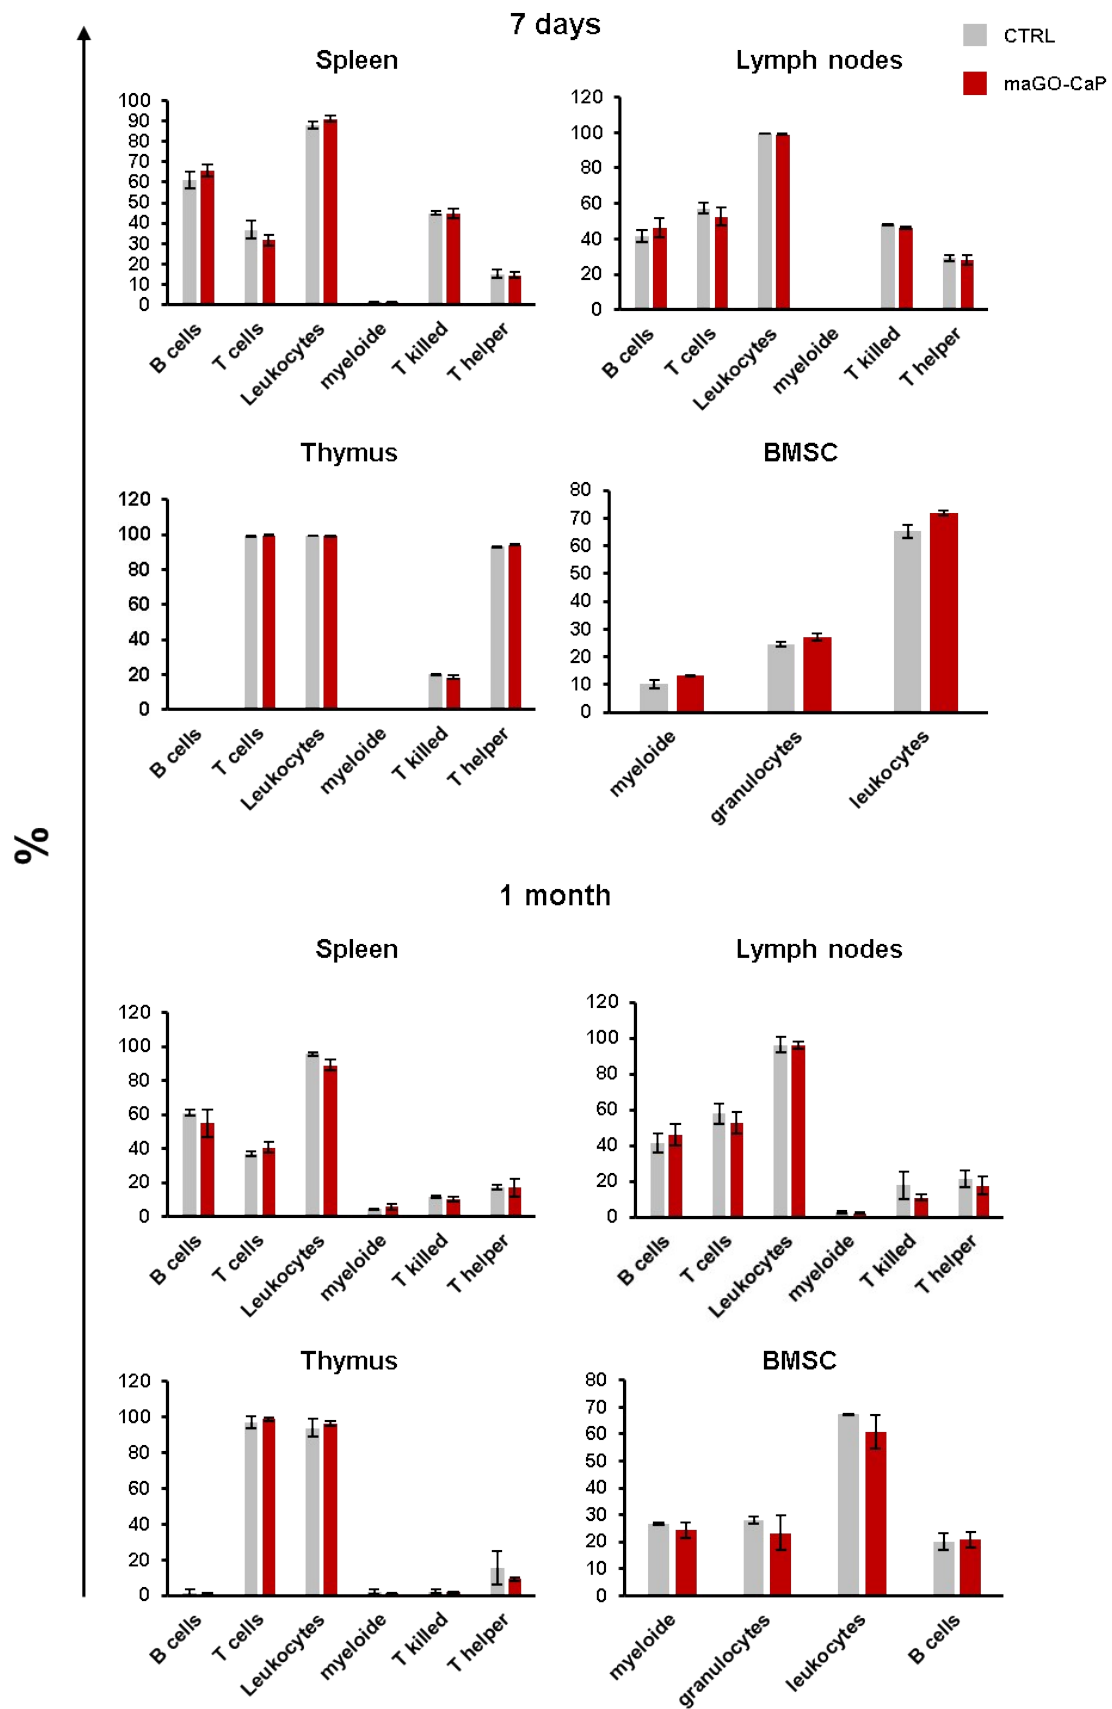 7 days
CTRL
maGO-CaP
Spleen
100
90
80
70
60
50
40
30
20
10
0
B cells
T cells
Leukocytes
myeloide
T killed
T helper
Lymph nodes
120
100
80
60
40
20
0
B cells
T cells
Leukocytes
myeloide
T killed
T helper
Thymus
120
100
80
60
40
20
0
B cells
T cells
Leukocytes
myeloide
T killed
T helper
BMSC
80
70
60
50
40
30
20
10
0
myeloide
granulocytes
leukocytes
%
1 month
Spleen
120
100
80
60
40
20
0
B cells
T cells
Leukocytes
myeloide
T killed
T helper
Lymph nodes
120
100
80
60
40
20
0
B cells
T cells
Leukocytes
myeloide
T killed
T helper
Thymus
120
100
80
60
40
20
0
B cells
T cells
Leukocytes
myeloide
T killed
T helper
BMSC
80
70
60
50
40
30
20
10
0
myeloide
granulocytes
leukocytes
B cells